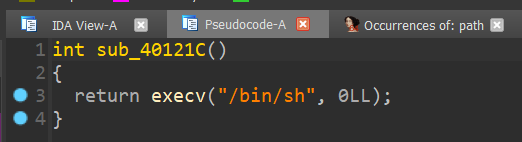 IDA View-A Pseudocode-A Occurrences of: path
1 int sub_40121C()
2 {
3 return execv("/bin/sh", 0LL);
4 }